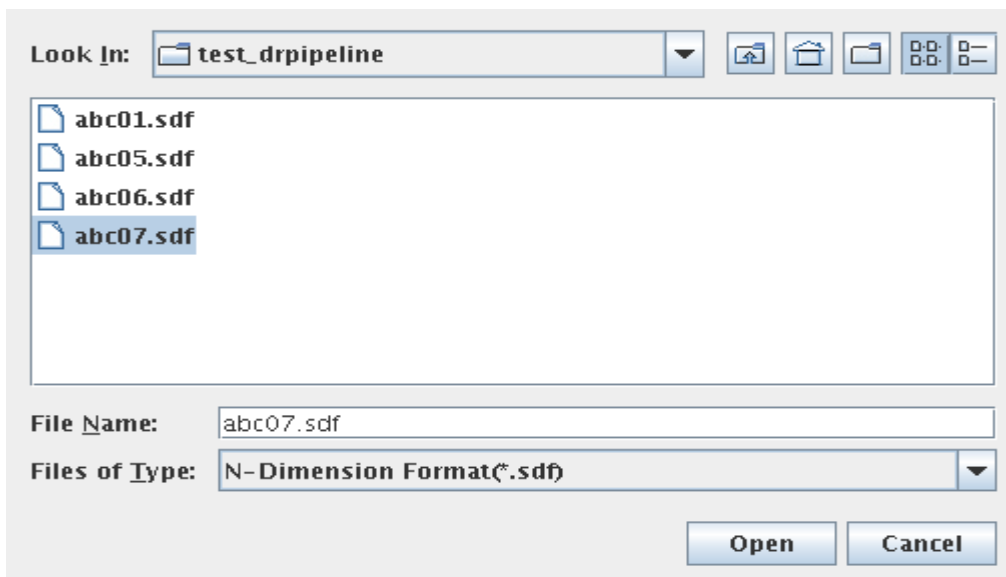 Look In: test_drpipeline
abc01.sdf
abc05.sdf
abc06.sdf
abc07.sdf
File Name: abc07.sdf
Files of Type: N-Dimension Format(*.sdf)
Open Cancel